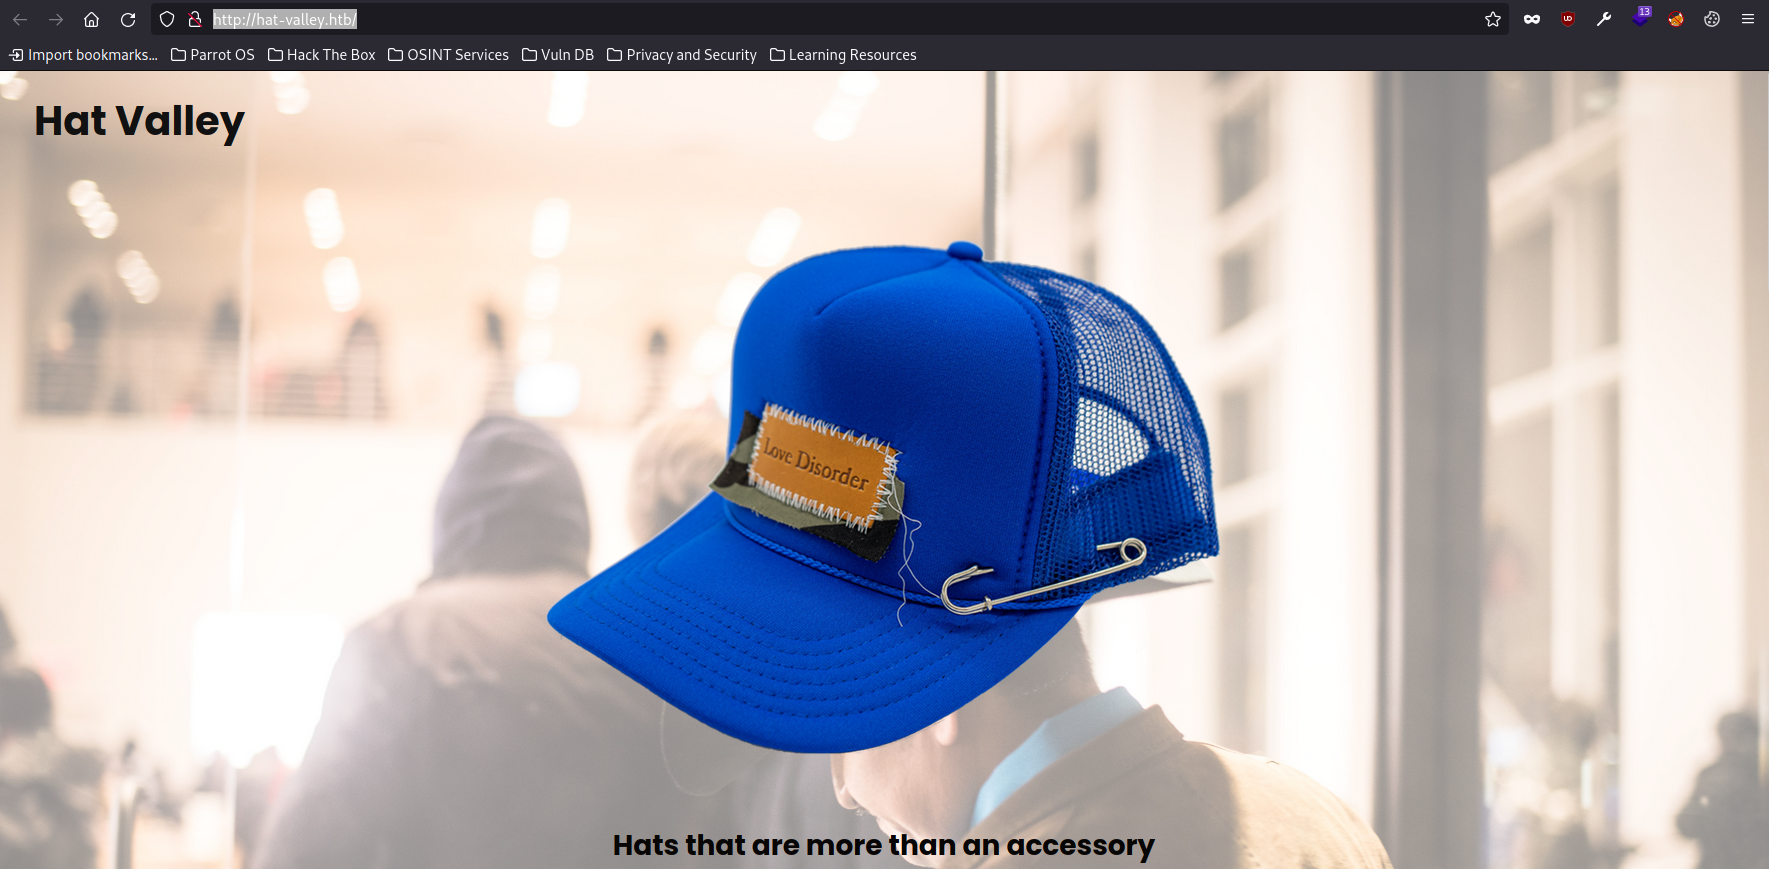 http://hat-valley.htb/
13
Import bookmarks... Parrot OS Hack The Box OSINT Services Vuln DB Privacy and Security Learning Resources
Hat Valley
Love Disorder
Hats that are more than an accessory